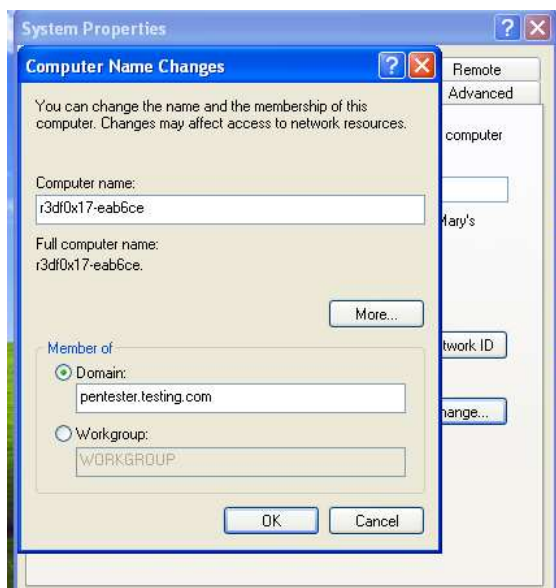 System Properties
Computer Name Changes
Remote
Advanced
You can change the name and the membership of this
computer. Changes may affect access to network resources.
computer
Computer name:
r3df0x17-eab6ce
Mary's
Full computer name:
r3df0x17-eab6ce.
More...
Member of
Domain:
pentester.testing.com
Workgroup:
WORKGROUP
OK
Cancel
twork ID
hange...